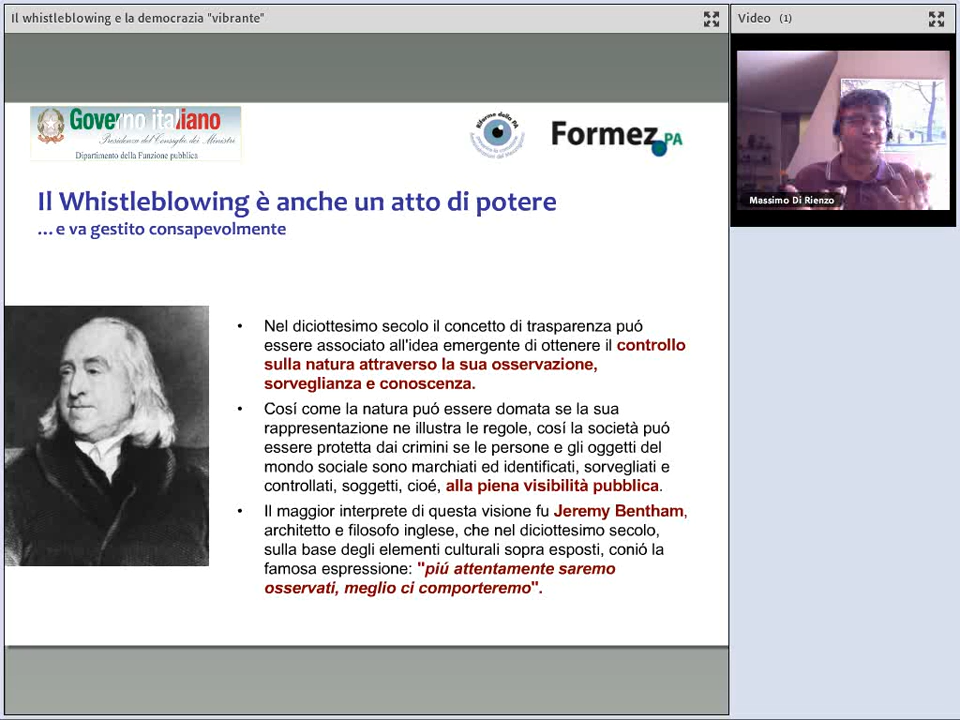 Il whistleblowing e la democrazia "vibrante"
Video (1)
Governo italiano
Presidenza del Consiglio dei Ministri
Dipartimento della Funzione pubblica
Formez PA
Massimo Di Rienzo
Il Whistleblowing è anche un atto di potere
...e va gestito consapevolmente
• Nel diciottesimo secolo il concetto di trasparenza puó
essere associato all'idea emergente di ottenere il controllo
sulla natura attraverso la sua osservazione,
sorveglianza e conoscenza.
• Cosí come la natura puó essere domata se la sua
rappresentazione ne illustra le regole, cosí la società puó
essere protetta dai crimini se le persone e gli oggetti del
mondo sociale sono marchiati ed identificati, sorvegliati e
controllati, soggetti, cioé, alla piena visibilità pubblica.
• Il maggior interprete di questa visione fu Jeremy Bentham,
architetto e filosofo inglese, che nel diciottesimo secolo,
sulla base degli elementi culturali sopra esposti, conió la
famosa espressione: "piú attentamente saremo
osservati, meglio ci comporteremo".